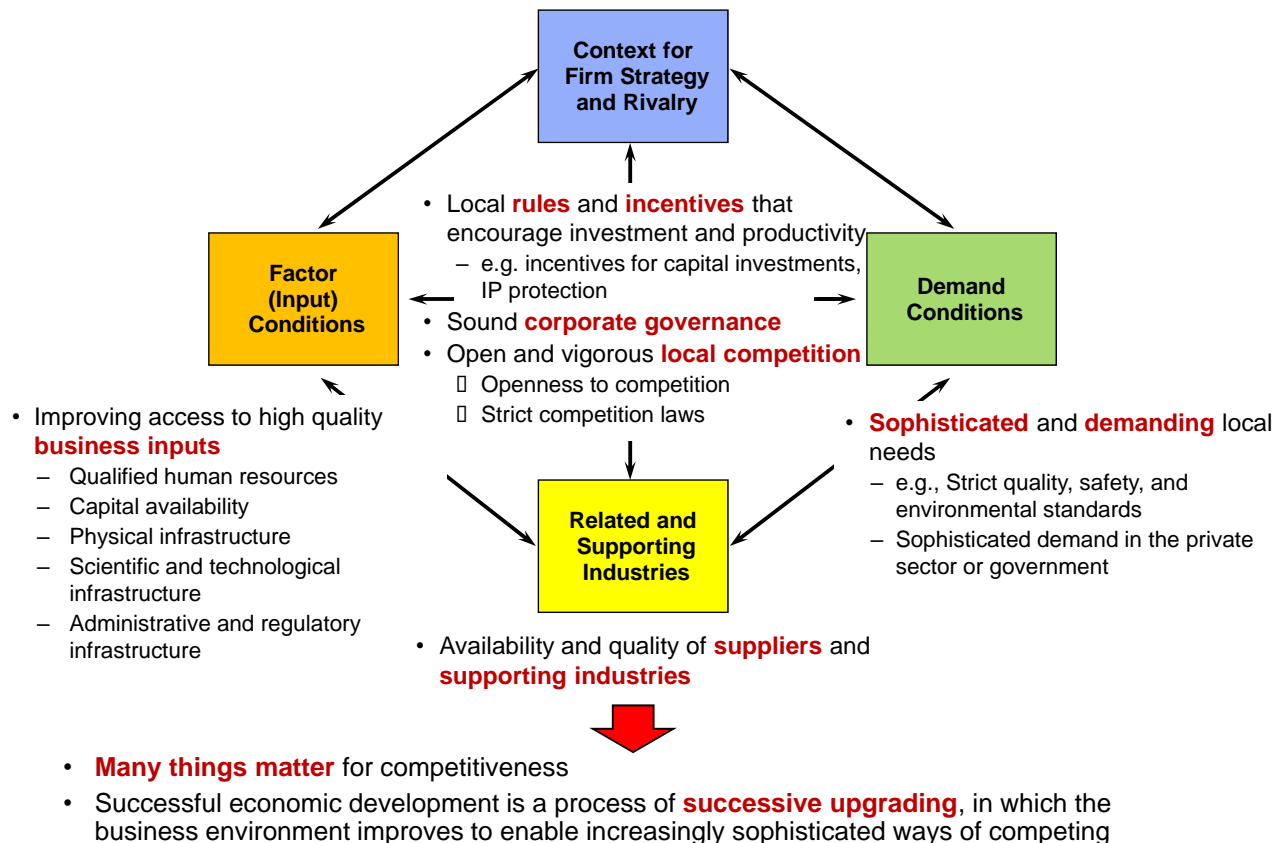 Context for
Firm Strategy
and Rivalry
• Local rules and incentives that
encourage investment and productivity
– e.g. incentives for capital investments,
IP protection
• Sound corporate governance
• Open and vigorous local competition
▯ Openness to competition
▯ Strict competition laws
Factor
(Input)
Conditions
Demand
Conditions
• Improving access to high quality
business inputs
– Qualified human resources
– Capital availability
– Physical infrastructure
– Scientific and technological
infrastructure
– Administrative and regulatory
infrastructure
• Sophisticated and demanding local
needs
– e.g., Strict quality, safety, and
environmental standards
– Sophisticated demand in the private
sector or government
Related and
Supporting
Industries
• Availability and quality of suppliers and
supporting industries
• Many things matter for competitiveness
• Successful economic development is a process of successive upgrading, in which the
business environment improves to enable increasingly sophisticated ways of competing